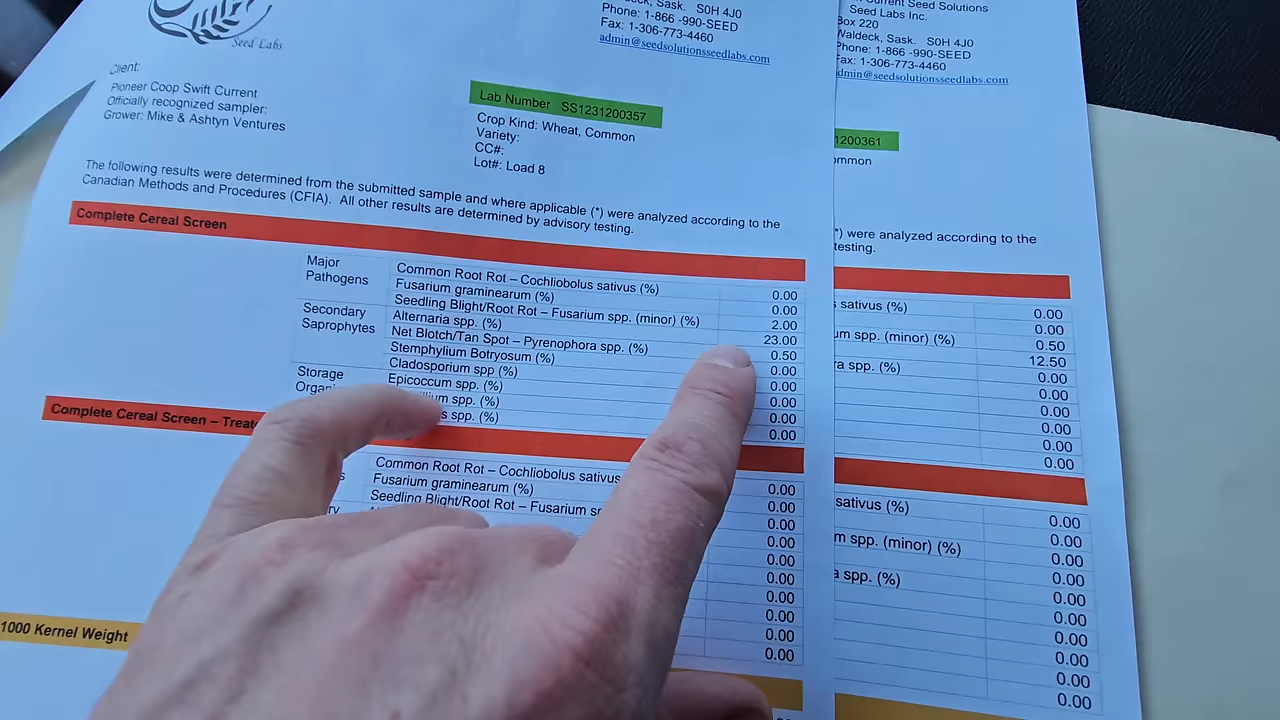 Seed Labs
deck, Sask. S0H 4J0
Phone: 1-866 -990-SEED
Fax: 1-306-773-4460
admin@seedsolutionsseedlabs.com
Client:
Pioneer Coop Swift Current
Officially recognized sampler:
Grower: Mike & Ashtyn Ventures
Lab Number SS1231200357
Crop Kind: Wheat, Common
Variety:
CC#:
Lot#: Load 8
The following results were determined from the submitted sample and where applicable (*) were analyzed according to the
Canadian Methods and Procedures (CFIA). All other results are determined by advisory testing.
Complete Cereal Screen
Major
Pathogens
Common Root Rot – Cochliobolus sativus (%) 0.00
Fusarium graminearum (%) 0.00
Seedling Blight/Root Rot – Fusarium spp. (minor) (%) 2.00
Secondary
Saprophytes
Alternaria spp. (%) 23.00
Net Blotch/Tan Spot – Pyrenophora spp. (%) 0.50
Stemphylium Botryosum (%) 0.00
Cladosporium spp (%) 0.00
Epicoccum spp. (%) 0.00
Storage
Orga
um spp. (%) 0.00
s spp. (%) 0.00
Complete Cereal Screen – Treat
Common Root Rot – Cochliobolus sativus 0.00
Fusarium graminearum (%) 0.00
Seedling Blight/Root Rot – Fusarium s 0.00
0.00
0.00
0.00
0.00
0.00
0.00
0.00
1000 Kernel Weight
Current Seed Solutions
Seed Labs Inc.
Box 220
Waldeck, Sask. S0H 4J0
Phone: 1-866 -990-SEED
Fax: 1-306-773-4460
dmin@seedsolutionsseedlabs.com
1200361
mmon
*) were analyzed according to the
testing.
sativus (%) 0.00
0.00
um spp. (minor) (%) 0.50
12.50
ra spp. (%) 0.00
0.00
0.00
0.00
0.00
0.00
sativus (%) 0.00
0.00
m spp. (minor) (%) 0.00
0.00
a spp. (%) 0.00
0.00
0.00
0.00
0.00
0.00